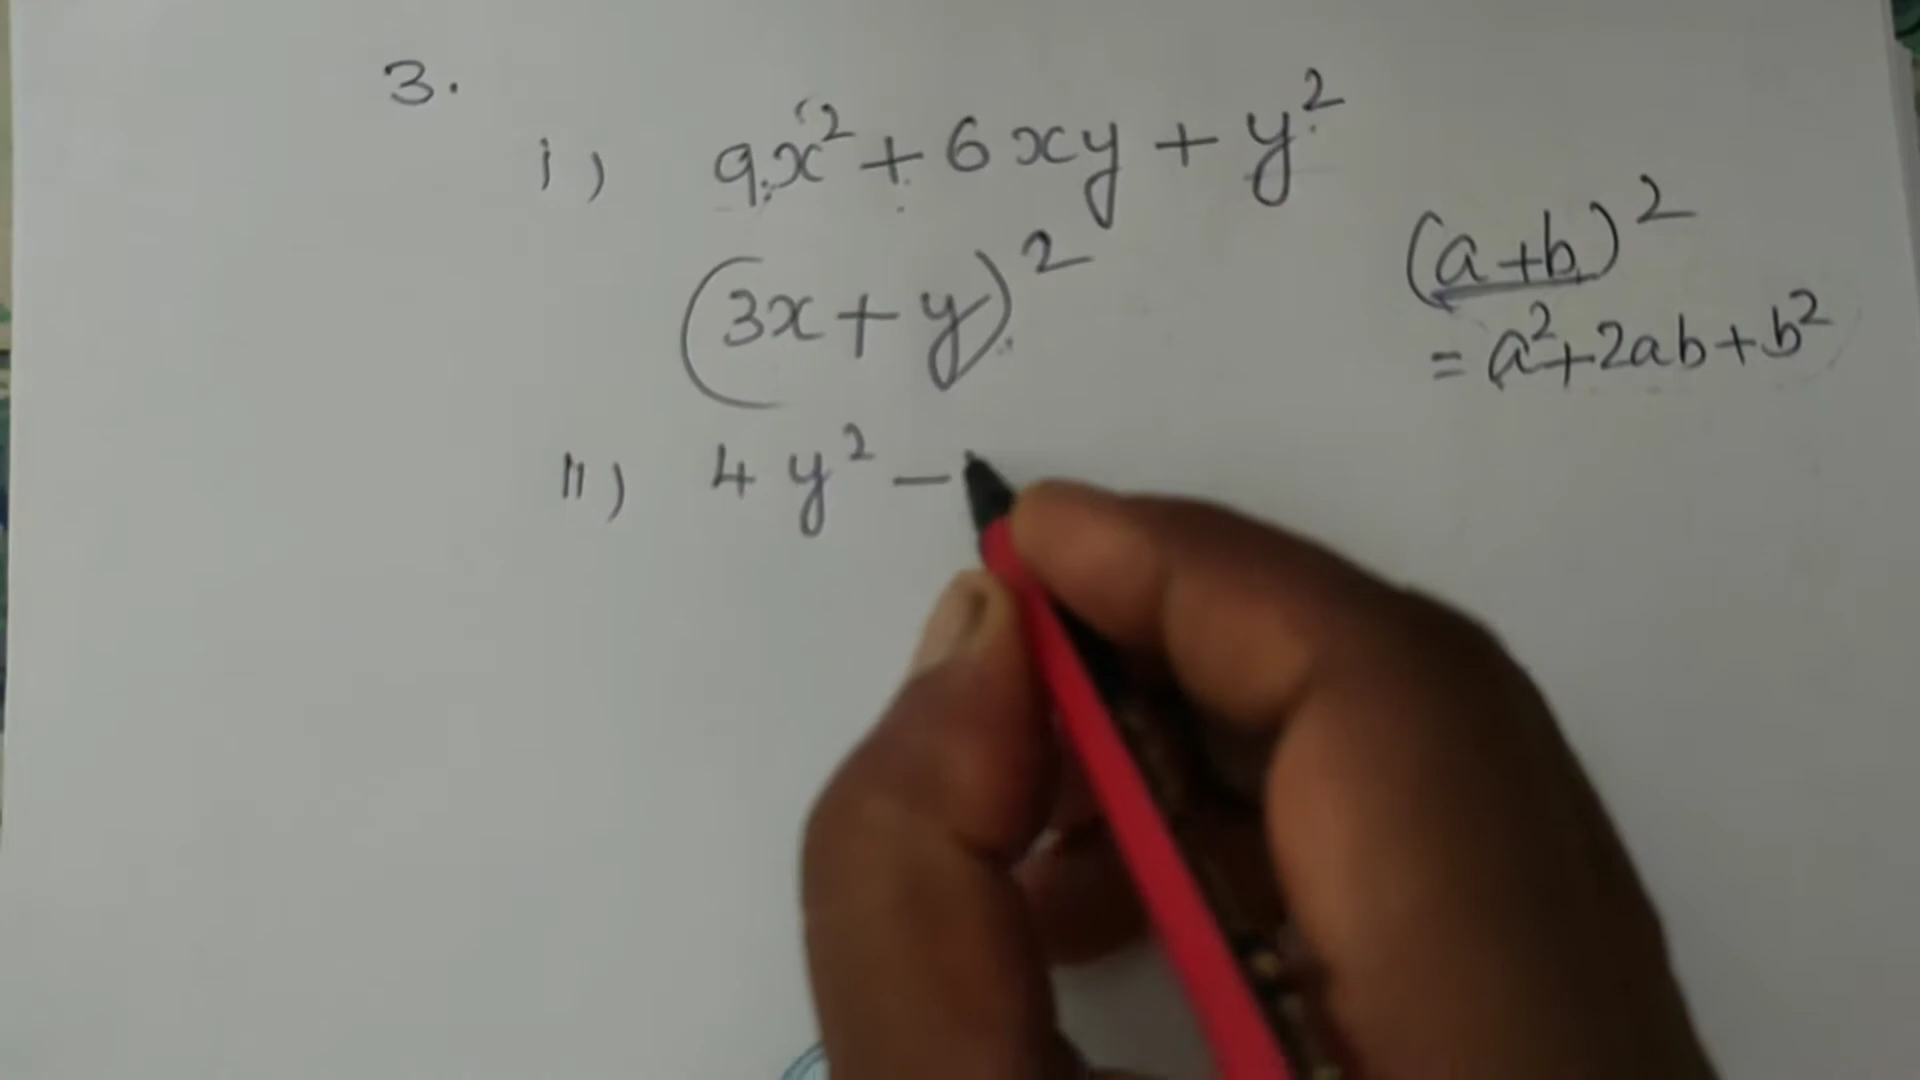 3.
i) 9x² + 6xy + y²
(3x + y)²
(a+b)²
= a²+2ab+b²
ii) 4y² –